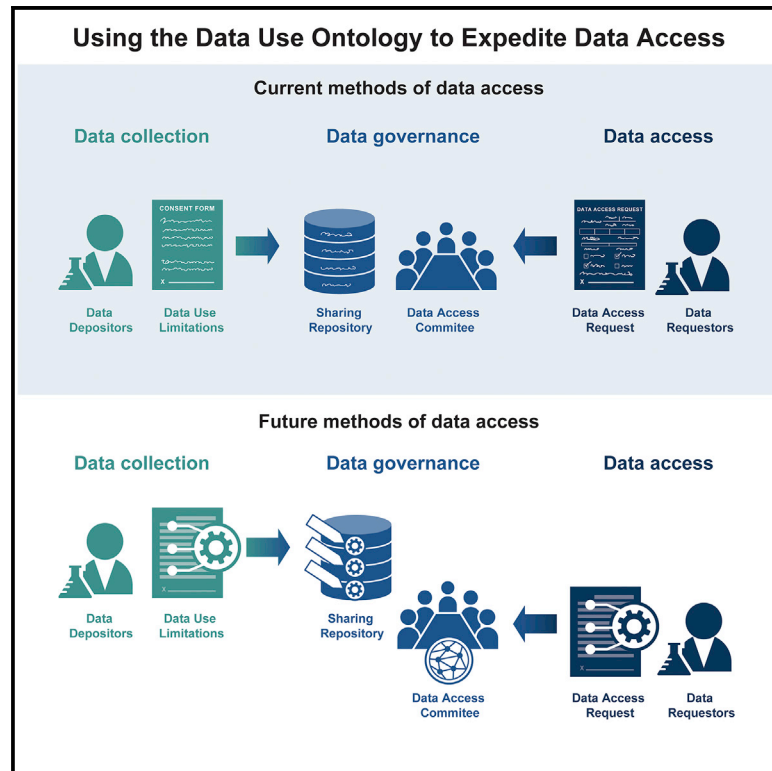 Using the Data Use Ontology to Expedite Data Access
Current methods of data access
Data collection
Data governance
Data access
CONSENT FORM
X
DATA ACCESS REQUEST
X
Data
Depositors
Data Use
Limitations
Sharing
Repository
Data Access
Commitee
Data Access
Request
Data
Requestors
Future methods of data access
Data collection
Data governance
Data access
X
Data
Depositors
Data Use
Limitations
Sharing
Repository
Data Access
Commitee
X
Data Access
Request
Data
Requestors